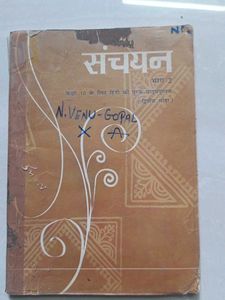 संचयन
भाग 2
कक्षा 10 के लिए हिंदी की पूरक पाठ्यपुस्तक
(द्वितीय भाषा)
N. VENU-GOPAL
X A